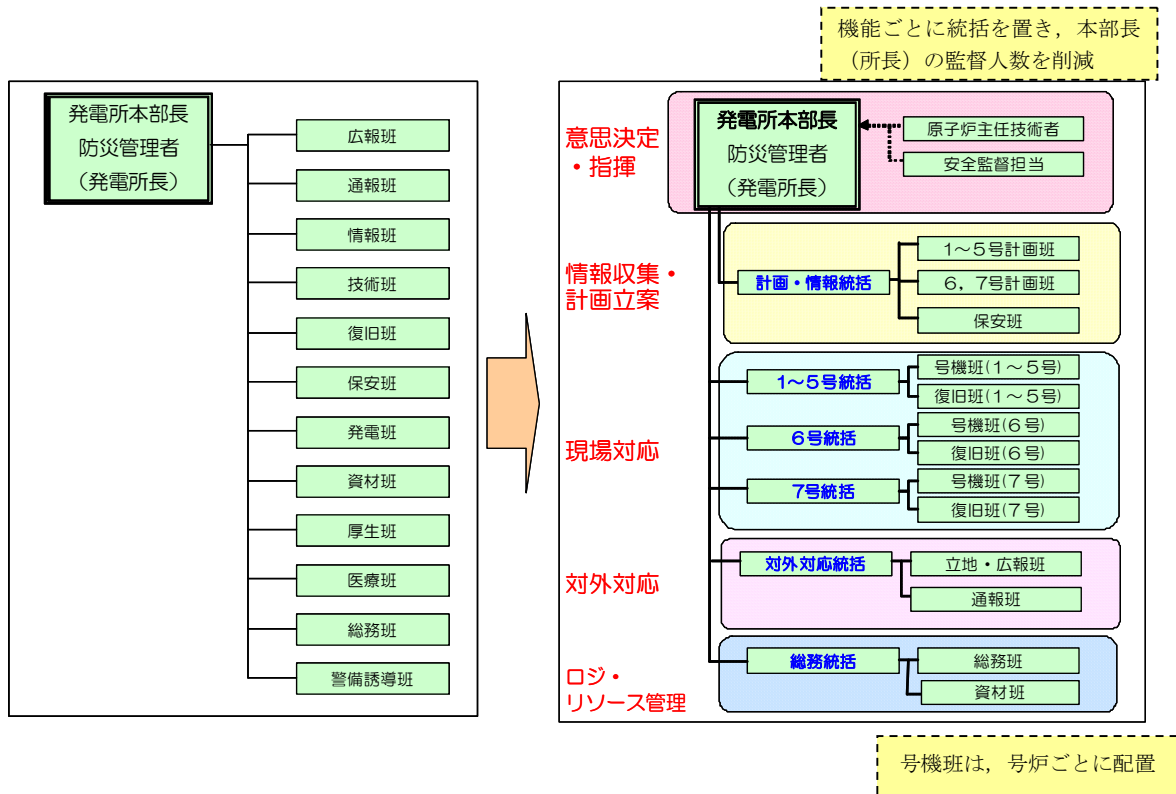 機能ごとに統括を置き，本部長
（所長）の監督人数を削減
発電所本部長
防災管理者
（発電所長）
広報班
通報班
情報班
技術班
復旧班
保安班
発電班
資材班
厚生班
医療班
総務班
警備誘導班
意思決定
・指揮
発電所本部長
防災管理者
（発電所長）
原子炉主任技術者
安全監督担当
情報収集・
計画立案
計画・情報統括
１～５号計画班
６，７号計画班
保安班
現場対応
１～５号統括
号機班(１～５号)
復旧班(１～５号)
６号統括
号機班(６号)
復旧班(６号)
７号統括
号機班(７号)
復旧班(７号)
対外対応
対外対応統括
立地・広報班
通報班
ロジ・
リソース管理
総務統括
総務班
資材班
号機班は，号炉ごとに配置